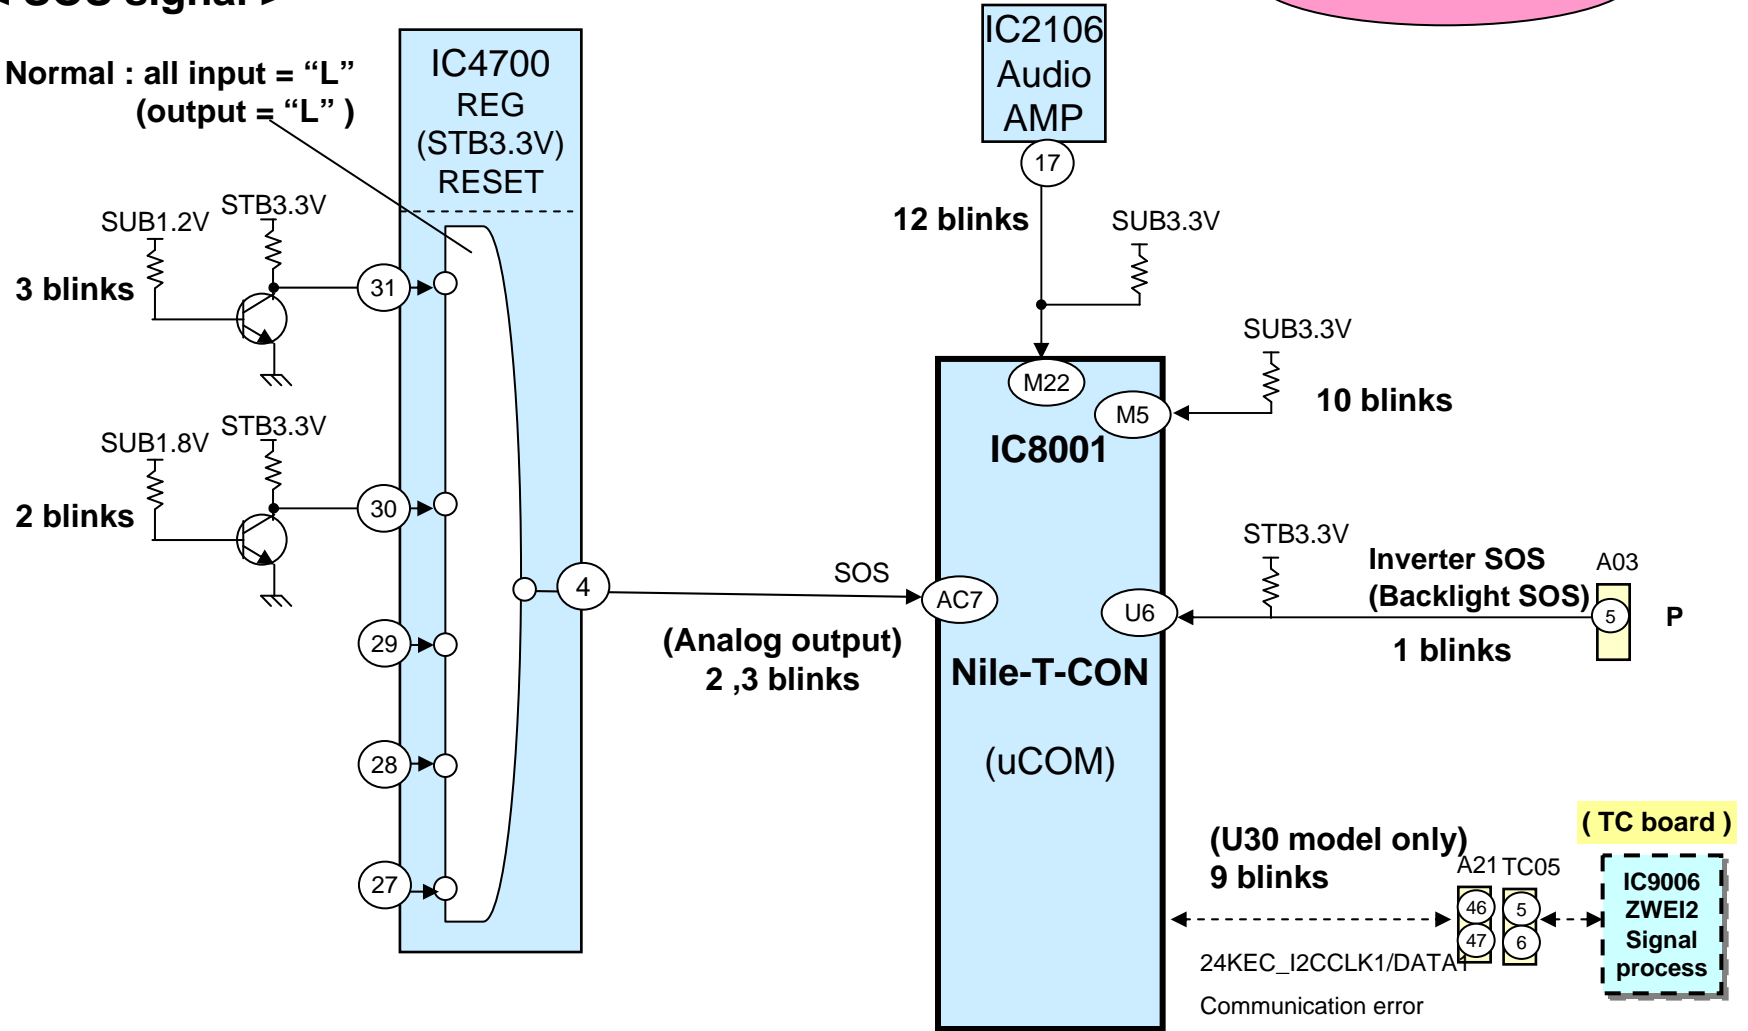 SOS signal >
Normal : all input = “L”
(output = “L” )
IC4700
REG
(STB3.3V)
RESET
SUB1.2V
STB3.3V
3 blinks
31
SUB1.8V
STB3.3V
2 blinks
30
29
28
27
4
SOS
(Analog output)
2 ,3 blinks
IC2106
Audio
AMP
17
12 blinks
SUB3.3V
M22
M5
SUB3.3V
10 blinks
IC8001
AC7
U6
STB3.3V
Inverter SOS
(Backlight SOS)
1 blinks
A03
5
P
Nile-T-CON
(uCOM)
(U30 model only)
9 blinks
A21
TC05
46
47
5
6
24KEC_I2CCLK1/DATA1
Communication error
( TC board )
IC9006
ZWEI2
Signal
process